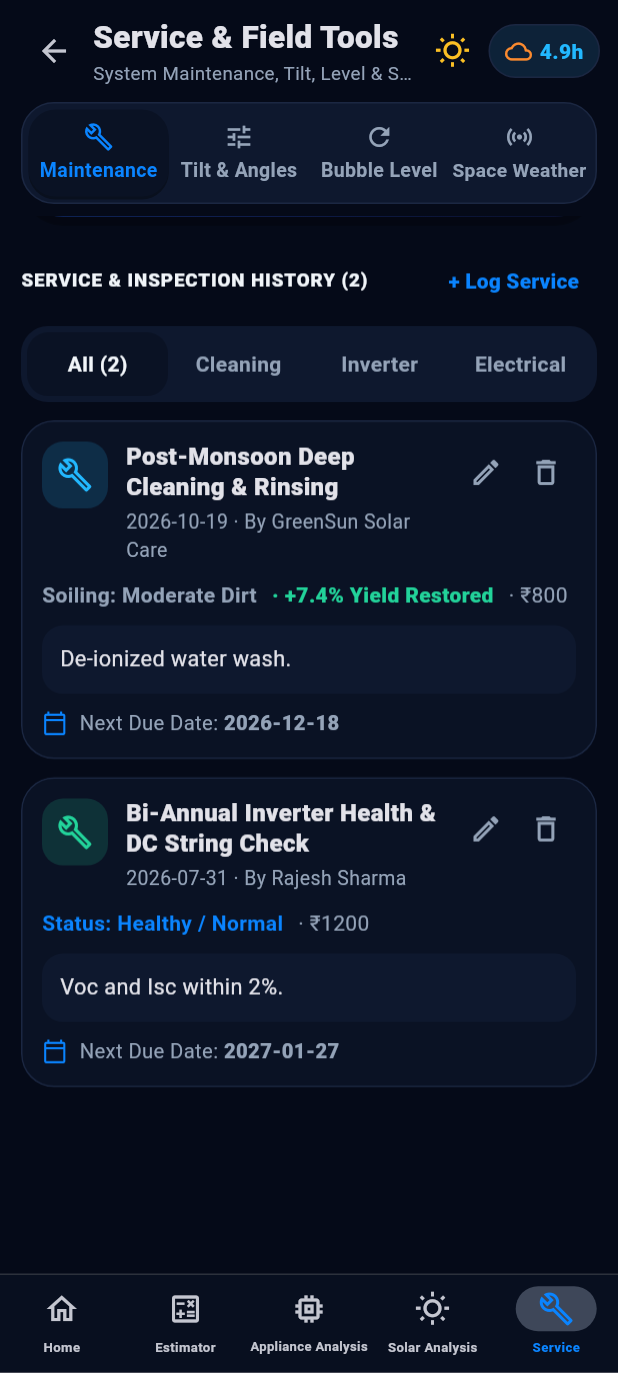 Service & Field Tools
System Maintenance, Tilt, Level & S...
4.9h
Maintenance
Tilt & Angles
Bubble Level
Space Weather
SERVICE & INSPECTION HISTORY (2)
+ Log Service
All (2)
Cleaning
Inverter
Electrical
Post-Monsoon Deep
Cleaning & Rinsing
2026-10-19 · By GreenSun Solar
Care
Soiling: Moderate Dirt · +7.4% Yield Restored · ₹800
De-ionized water wash.
Next Due Date: 2026-12-18
Bi-Annual Inverter Health &
DC String Check
2026-07-31 · By Rajesh Sharma
Status: Healthy / Normal · ₹1200
Voc and Isc within 2%.
Next Due Date: 2027-01-27
Home
Estimator
Appliance Analysis
Solar Analysis
Service